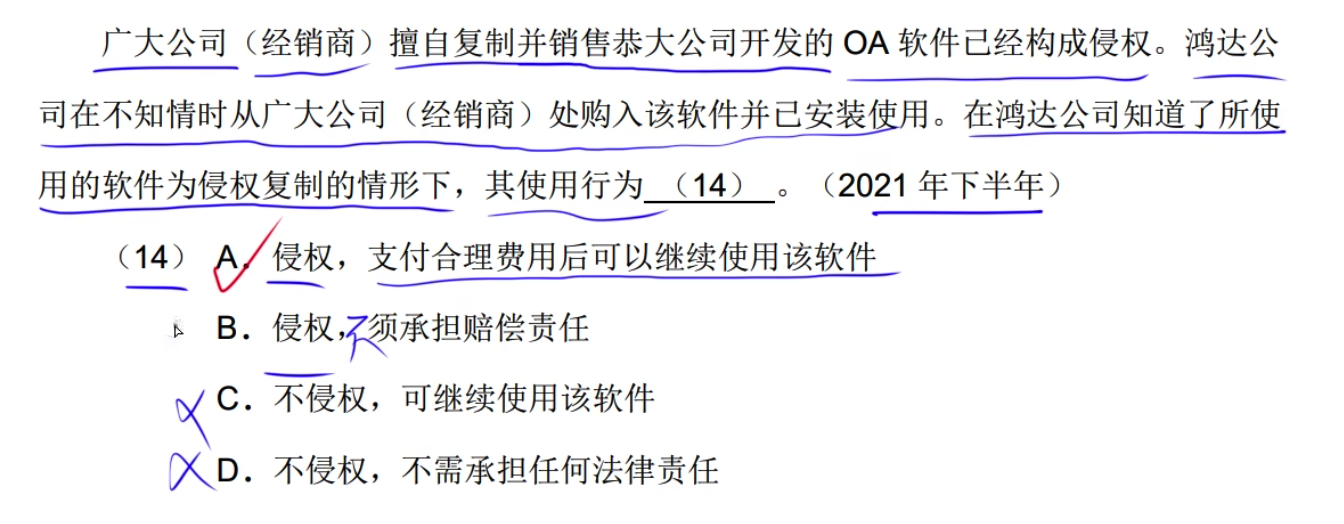 广大公司（经销商）擅自复制并销售恭大公司开发的 OA 软件已经构成侵权。鸿达公
司在不知情时从广大公司（经销商）处购入该软件并已安装使用。在鸿达公司知道了所使
用的软件为侵权复制的情形下，其使用行为 （14） 。（2021 年下半年）
（14） A．侵权，支付合理费用后可以继续使用该软件
B．侵权，不须承担赔偿责任
C．不侵权，可继续使用该软件
D．不侵权，不需承担任何法律责任